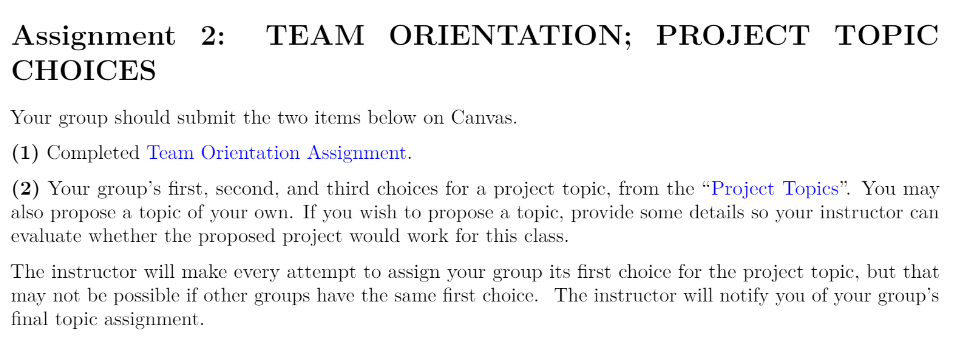 Assignment 2: TEAM ORIENTATION; PROJECT TOPIC
CHOICES
Your group should submit the two items below on Canvas.
(1) Completed Team Orientation Assignment.
(2) Your group's first, second, and third choices for a project topic, from the “Project Topics”. You may
also propose a topic of your own. If you wish to propose a topic, provide some details so your instructor can
evaluate whether the proposed project would work for this class.
The instructor will make every attempt to assign your group its first choice for the project topic, but that
may not be possible if other groups have the same first choice. The instructor will notify you of your group's
final topic assignment.